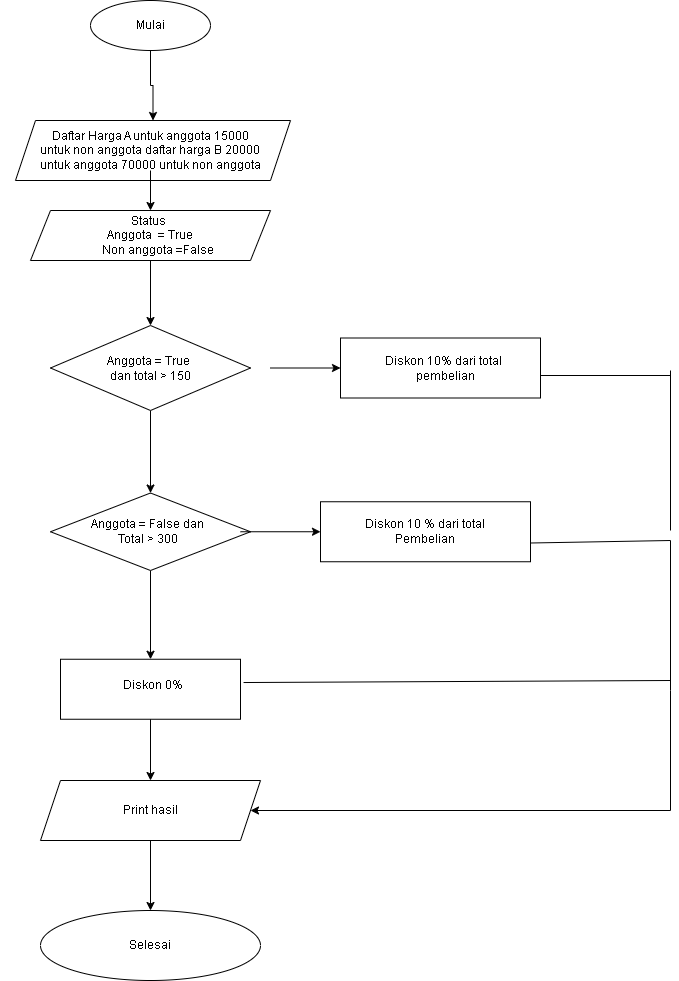 Mulai
Daftar Harga A untuk anggota 15000
untuk non anggota daftar harga B 20000
untuk anggota 70000 untuk non anggota
Status
Anggota = True
Non anggota =False
Anggota = True
dan total > 150
Diskon 10% dari total
pembelian
Anggota = False dan
Total > 300
Diskon 10 % dari total
Pembelian
Diskon 0%
Print hasil
Selesai